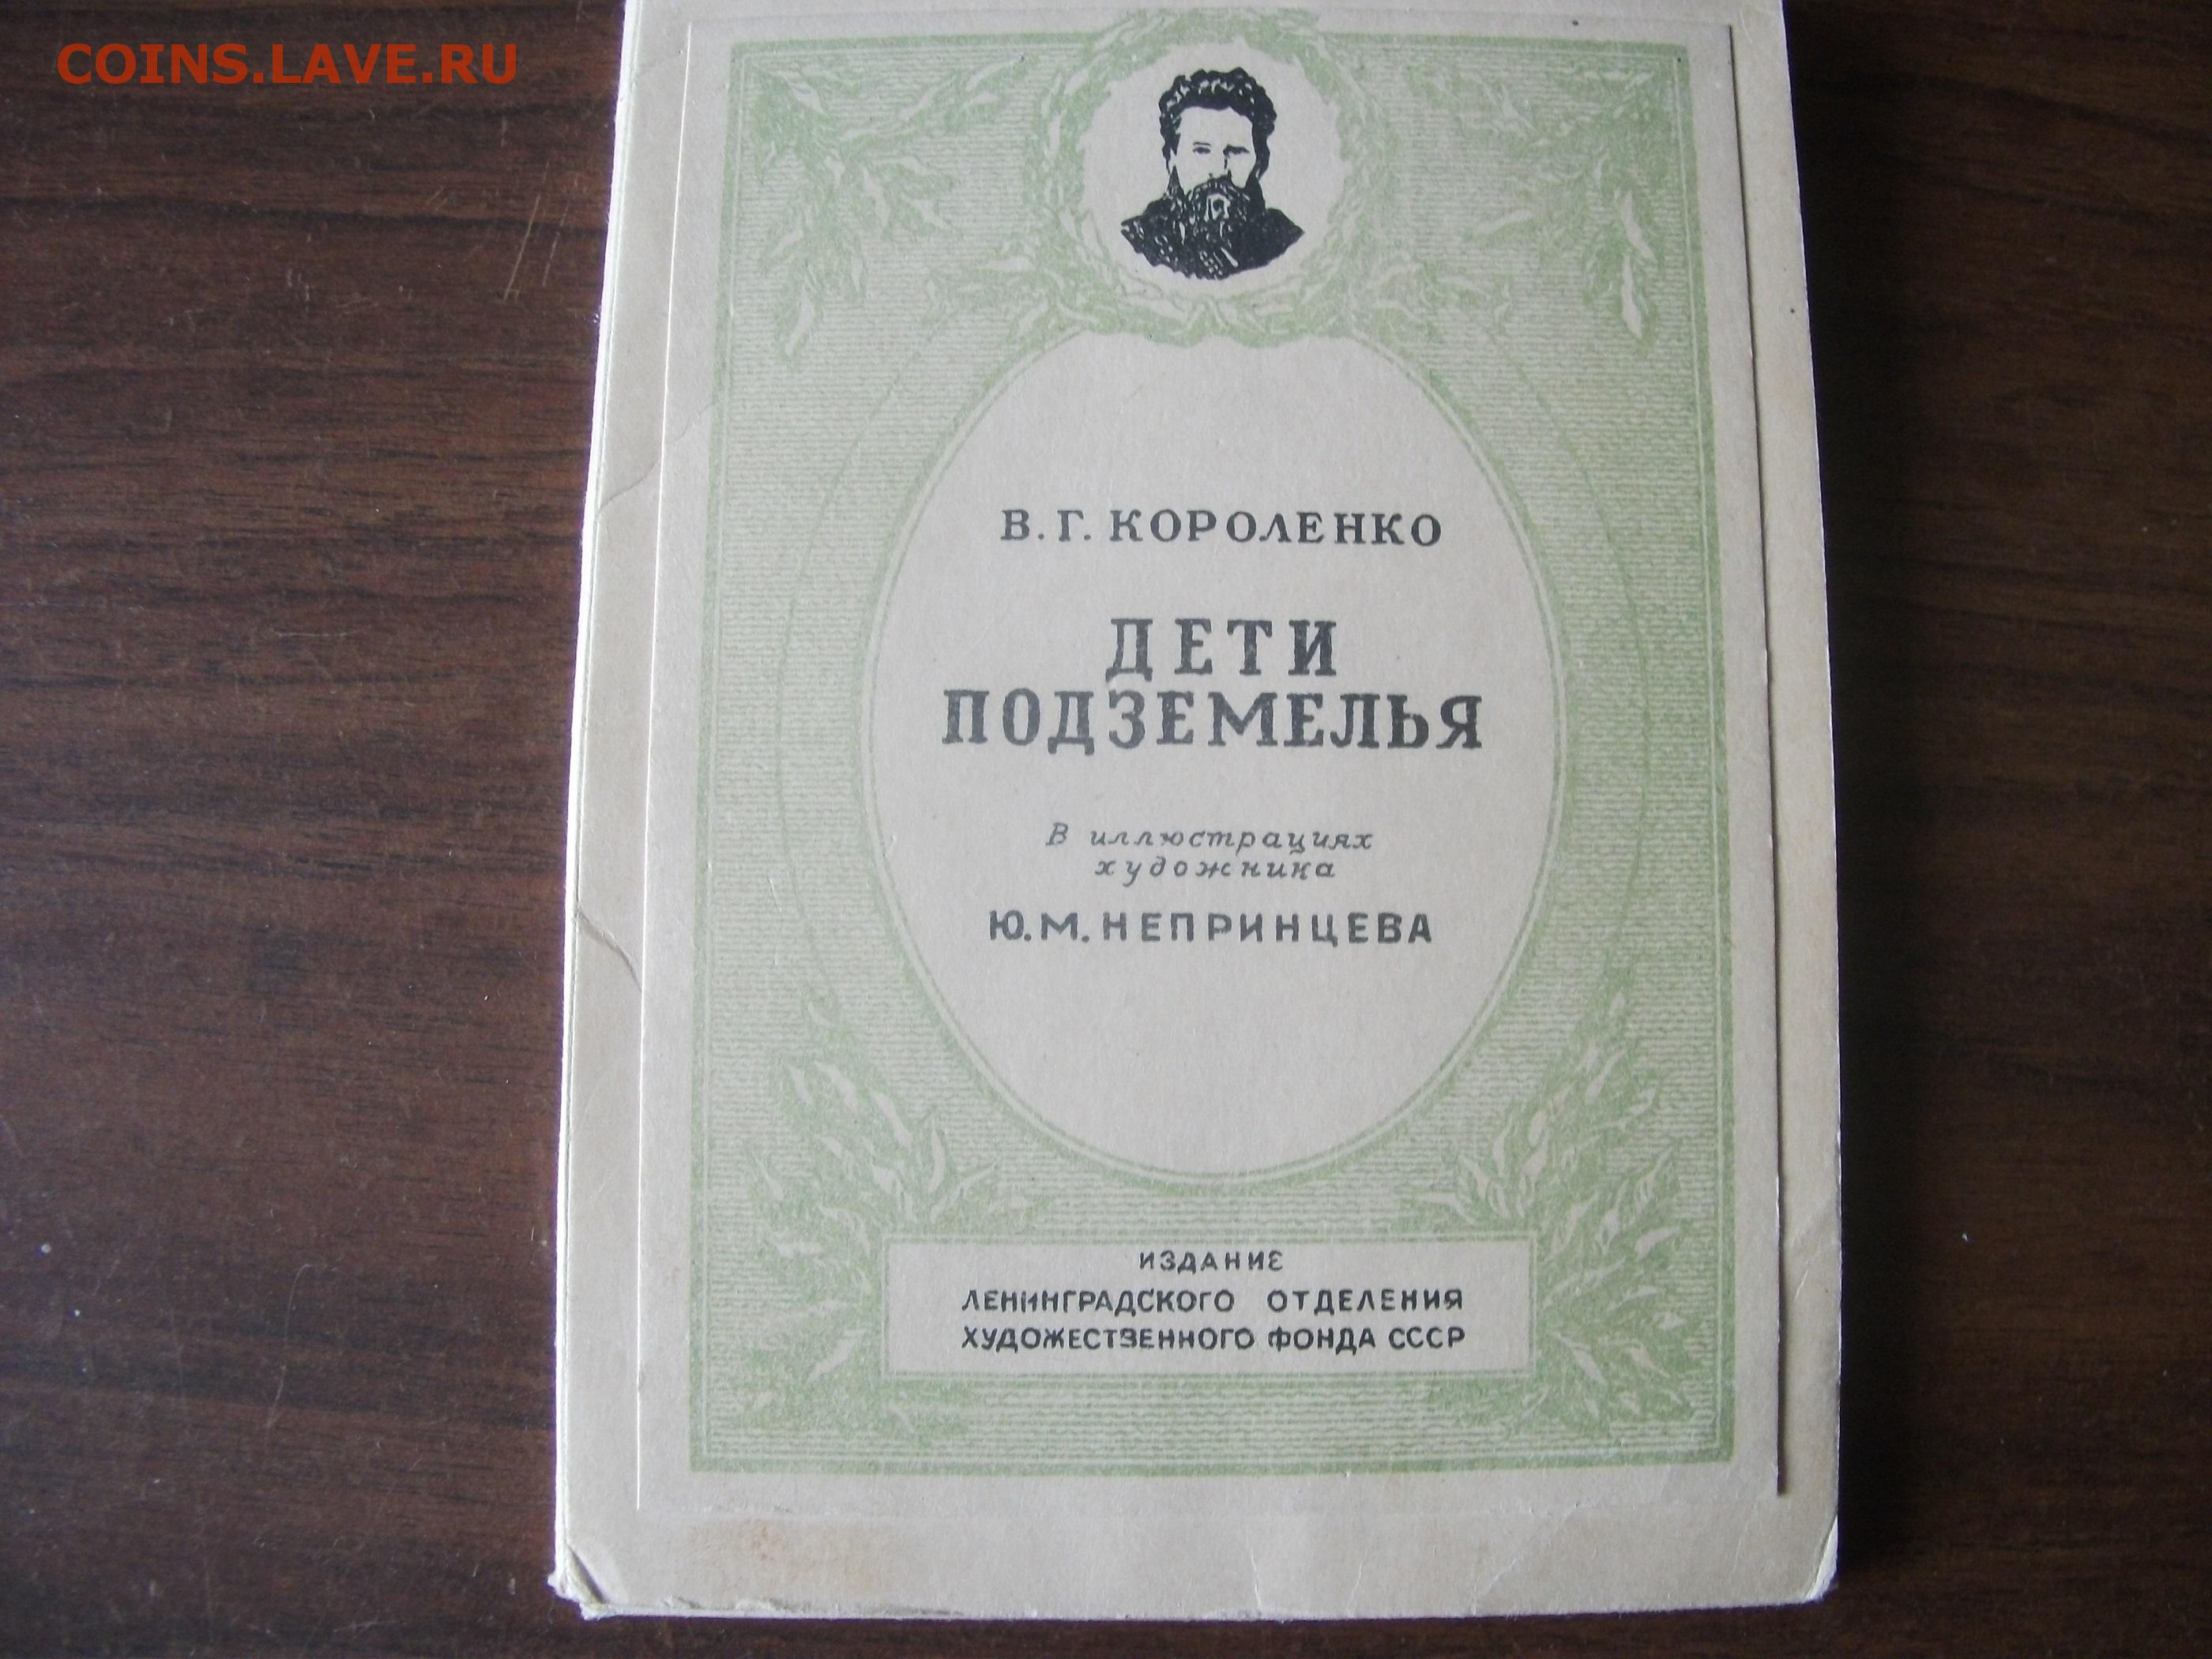 COINS.LAVE.RU
В. Г. КОРОЛЕНКО
ДЕТИ
ПОДЗЕМЕЛЬЯ
В иллюстрациях
художника
Ю. М. НЕПРИНЦЕВА
ИЗДАНИЕ
ЛЕНИНГРАДСКОГО ОТДЕЛЕНИЯ
ХУДОЖЕСТВЕННОГО ФОНДА СССР